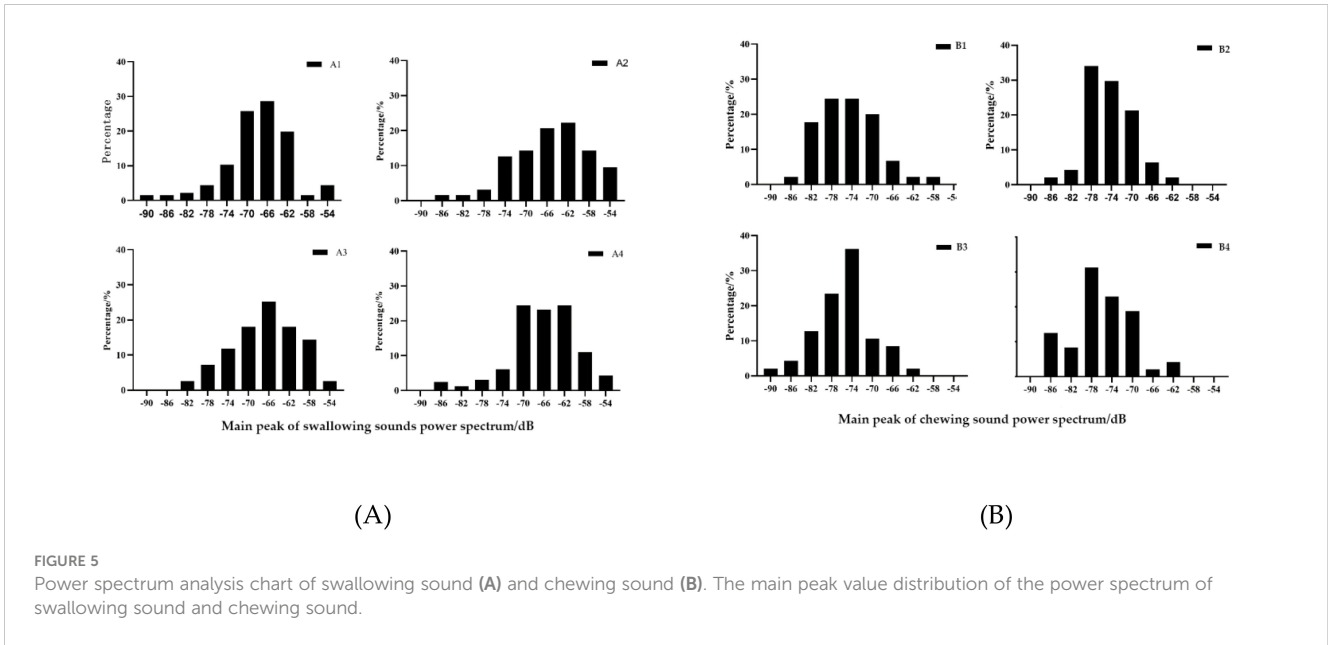 A1
40
30
20
10
0
Percentage
-90 -86 -82 -78 -74 -70 -66 -62 -58 -54
A2
40
30
20
10
0
Percentage/%
-90 -86 -82 -78 -74 -70 -66 -62 -58 -54
A3
40
30
20
10
0
Percentage/%
-90 -86 -82 -78 -74 -70 -66 -62 -58 -54
A4
40
30
20
10
0
Percentage/%
-90 -86 -82 -78 -74 -70 -66 -62 -58 -54
Main peak of swallowing sounds power spectrum/dB
(A)
B1
40
30
20
10
0
Percentage/%
-90 -86 -82 -78 -74 -70 -66 -62 -58 -5
B2
40
30
20
10
0
Percentage/%
-90 -86 -82 -78 -74 -70 -66 -62 -58 -54
B3
40
30
20
10
0
Percentage/%
-90 -86 -82 -78 -74 -70 -66 -62 -58 -54
B4
-90 -86 -82 -78 -74 -70 -66 -62 -58 -54
Main peak of chewing sound power spectrum/dB
(B)
FIGURE 5
Power spectrum analysis chart of swallowing sound (A) and chewing sound (B). The main peak value distribution of the power spectrum of
swallowing sound and chewing sound.